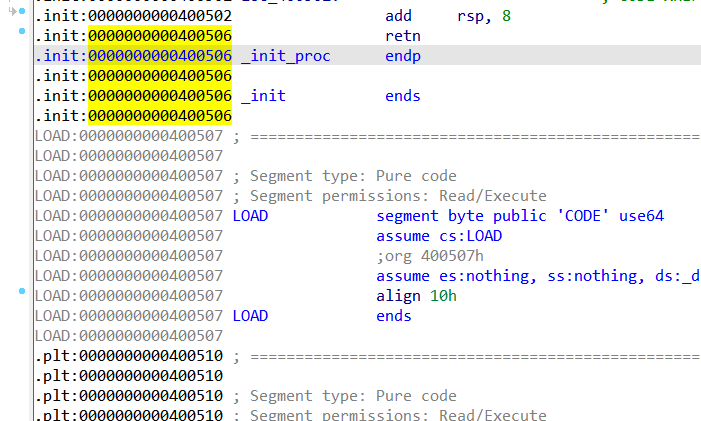 .init:0000000000400502                 add     rsp, 8
.init:0000000000400506                 retn
.init:0000000000400506 _init_proc      endp
.init:0000000000400506
.init:0000000000400506 _init           ends
.init:0000000000400506
LOAD:0000000000400507 ; ==================================================
LOAD:0000000000400507
LOAD:0000000000400507 ; Segment type: Pure code
LOAD:0000000000400507 ; Segment permissions: Read/Execute
LOAD:0000000000400507 LOAD            segment byte public 'CODE' use64
LOAD:0000000000400507                 assume cs:LOAD
LOAD:0000000000400507                 ;org 400507h
LOAD:0000000000400507                 assume es:nothing, ss:nothing, ds:_d
LOAD:0000000000400507                 align 10h
LOAD:0000000000400507 LOAD            ends
LOAD:0000000000400507
.plt:0000000000400510 ; ==================================================
.plt:0000000000400510
.plt:0000000000400510 ; Segment type: Pure code
.plt:0000000000400510 ; Segment permissions: Read/Execute